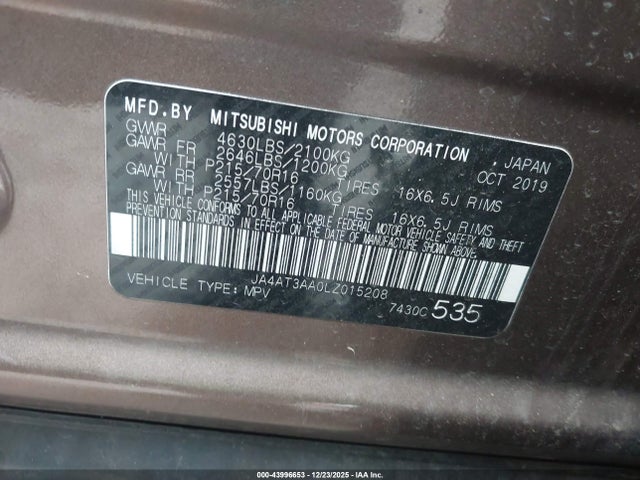 MFD.BY MITSUBISHI MOTORS CORPORATION , JAPAN
GVWR 4630LBS/2100KG OCT 2019
GAWR FR 2646LBS/1200KG
WITH P215/70R16 TIRES 16X6.5J RIMS
GAWR RR 2557LBS/1160KG
WITH P215/70R16 TIRES 16X6.5J RIMS
THIS VEHICLE CONFORMS TO ALL APPLICABLE FEDERAL MOTOR VEHICLE SAFETY AND THEFT
PREVENTION STANDARDS IN EFFECT ON THE DATE OF MANUFACTURE SHOWN ABOVE.
JA4AT3AA0LZ015208
VEHICLE TYPE: MPV 7430C 535
000-43996653 - 12/23/2025 - IAA Inc.